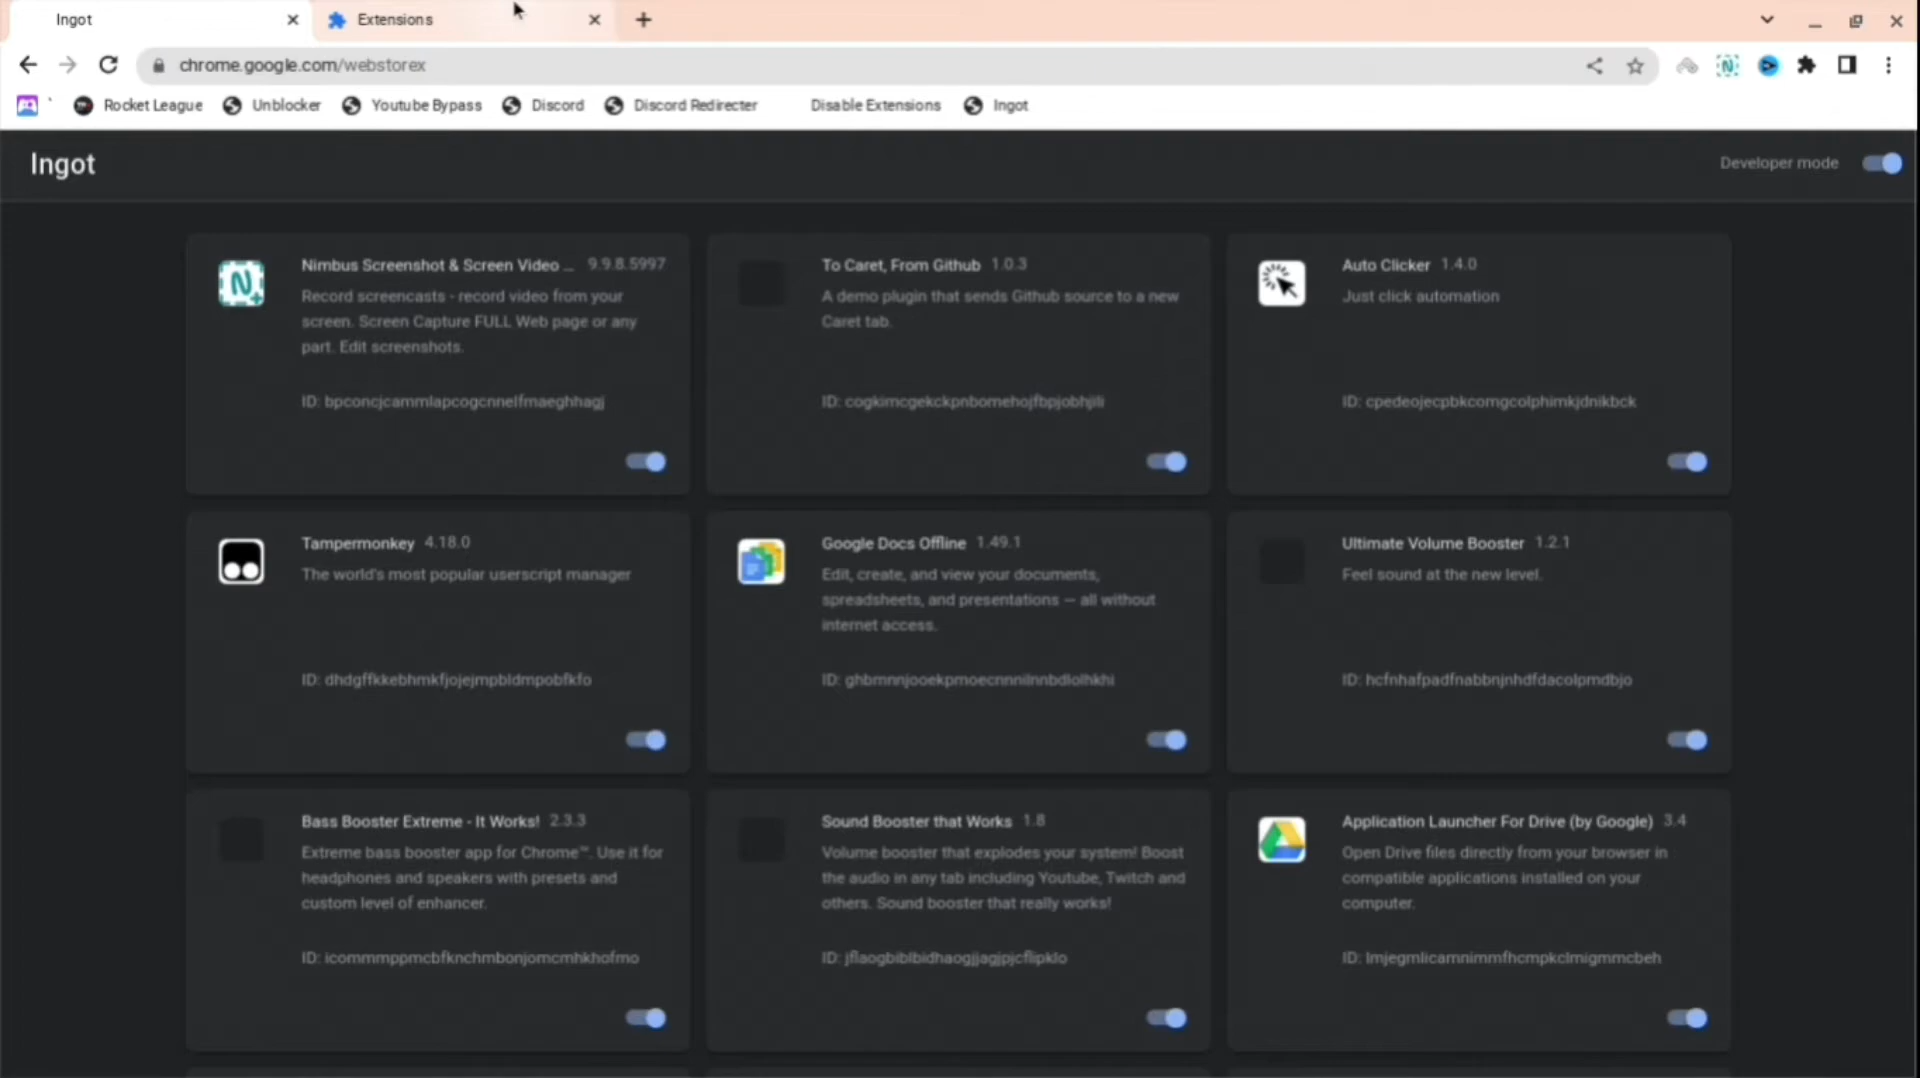 Ingot
Extensions
chrome.google.com/webstorex
Rocket League
Unblocker
Youtube Bypass
Discord
Discord Redirecter
Disable Extensions
Ingot
Ingot
Developer mode
Nimbus Screenshot & Screen Video ... 9.9.8.5997
Record screencasts - record video from your
screen. Screen Capture FULL Web page or any
part. Edit screenshots.
ID: bpconcjcammlapcogcnnelfmaeghhagj
To Caret, From Github 1.0.3
A demo plugin that sends Github source to a new
Caret tab.
ID: cogkimcgekckpnbomehojfbpjobhjili
Auto Clicker 1.4.0
Just click automation
ID: cpedeojecpbkcomgcolphimkjdnikbck
Tampermonkey 4.18.0
The world's most popular userscript manager
ID: dhdgffkkebhmkfjojejmpbldmpobfkfo
Google Docs Offline 1.49.1
Edit, create, and view your documents,
spreadsheets, and presentations — all without
internet access.
ID: ghbmnnjooekpmoecnnnilnnbdlolhkhi
Ultimate Volume Booster 1.2.1
Feel sound at the new level.
ID: hcfnhafpadfnabbnjnhdfdacolpmdbjo
Bass Booster Extreme - It Works! 2.3.3
Extreme bass booster app for Chrome™. Use it for
headphones and speakers with presets and
custom level of enhancer.
ID: icommmppmcbfknchmbonjomcmhkhofmo
Sound Booster that Works 1.8
Volume booster that explodes your system! Boost
the audio in any tab including Youtube, Twitch and
others. Sound booster that really works!
ID: jflaogbiblbidhaogjjagjpjcflipklo
Application Launcher For Drive (by Google) 3.4
Open Drive files directly from your browser in
compatible applications installed on your
computer.
ID: lmjegmlicamnimmfhcmpkclmigmmcbeh